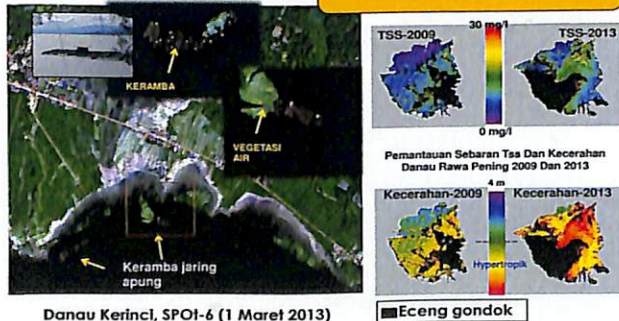 KERAMBA
VEGETASI
AIR
Keramba jaring
apung
Danau Kerinci, SPOt-6 (1 Maret 2013)
30 mg/l
TSS-2009
TSS-2013
0 mg/l
Pemantauan Sebaran Tss Dan Kecerahan
Danau Rawa Pening 2009 Dan 2013
4 m
Kecerahan-2009
Kecerahan-2013
Hypertropik
Eceng gondok